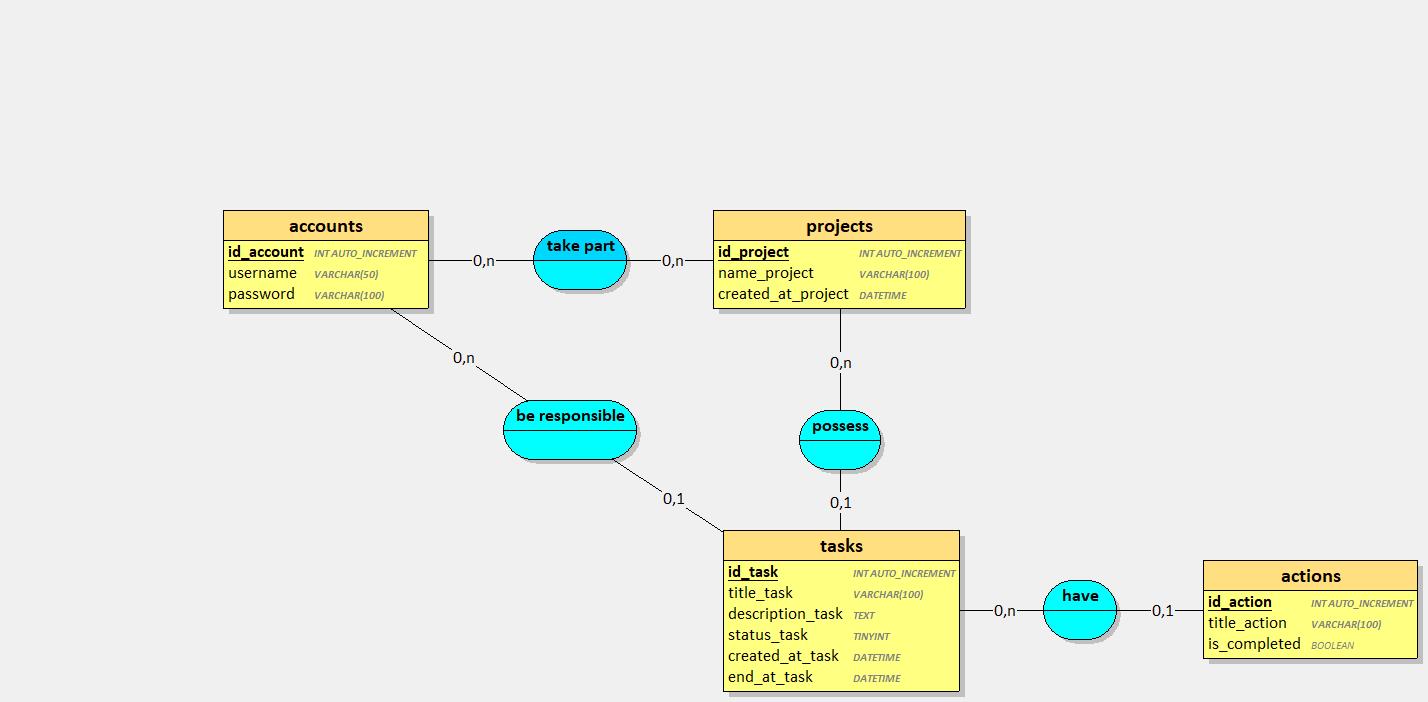 accounts
id_account INT AUTO_INCREMENT
username VARCHAR(50)
password VARCHAR(100)
0,n
take part
0,n
projects
id_project INT AUTO_INCREMENT
name_project VARCHAR(100)
created_at_project DATETIME
0,n
be responsible
0,1
0,n
possess
0,1
tasks
id_task INT AUTO_INCREMENT
title_task VARCHAR(100)
description_task TEXT
status_task TINYINT
created_at_task DATETIME
end_at_task DATETIME
0,n
have
0,1
actions
id_action INT AUTO_INCREMENT
title_action VARCHAR(100)
is_completed BOOLEAN